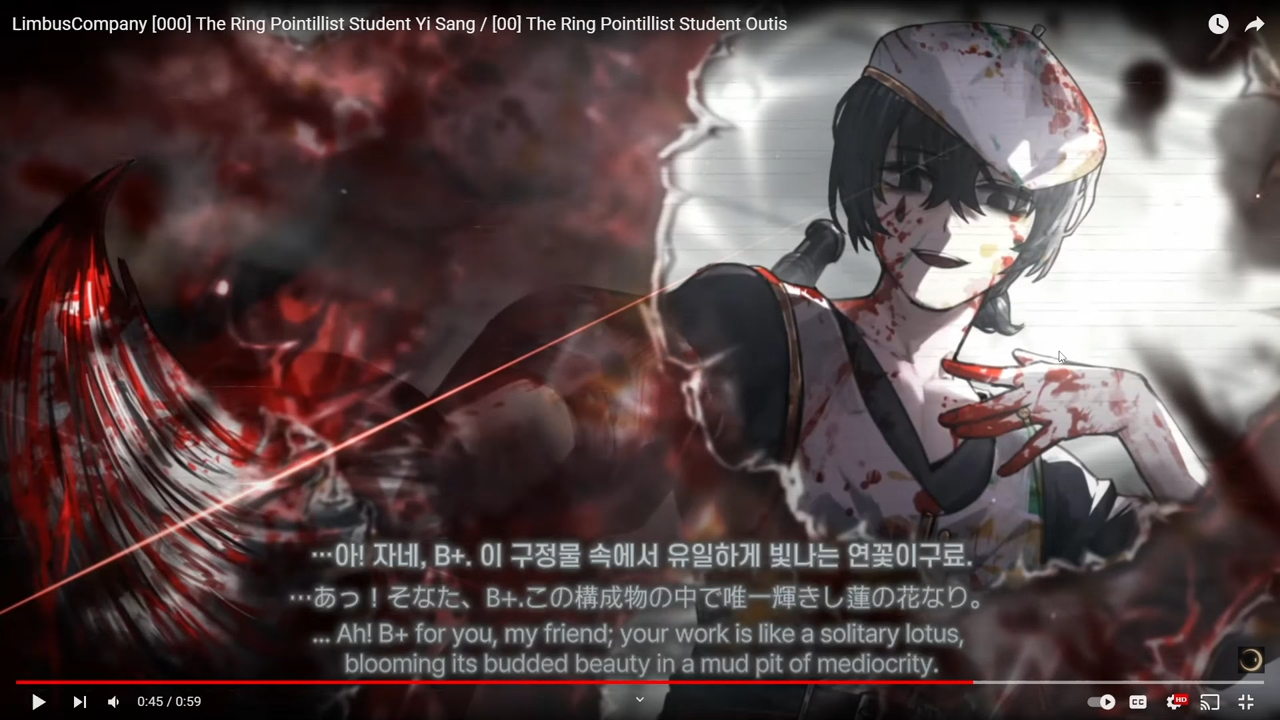 LimbusCompany [000] The Ring Pointillist Student Yi Sang / [00] The Ring Pointillist Student Outis
…아! 자네, B+. 이 구정물 속에서 유일하게 빛나는 연꽃이구료.
…あっ！そなた、B+.この構成物の中で唯一輝きし蓮の花なり。
... Ah! B+ for you, my friend; your work is like a solitary lotus,
blooming its budded beauty in a mud pit of mediocrity.
0:45 / 0:59
CC
HD